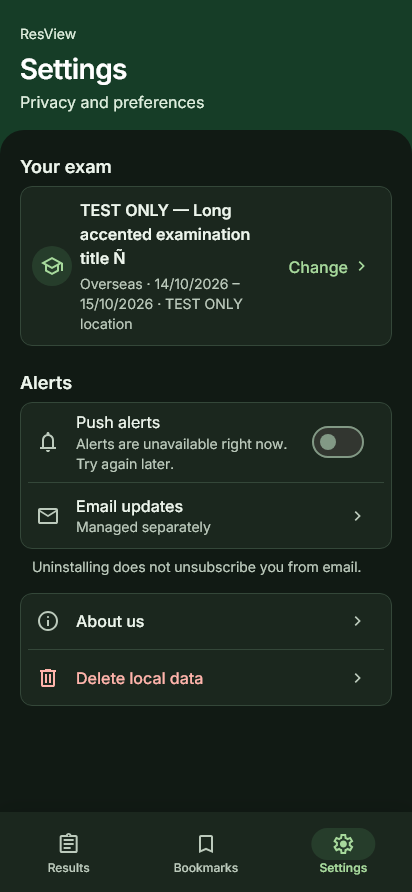 ResView
Settings
Privacy and preferences
Your exam
TEST ONLY — Long
accented examination
title Ñ
Overseas · 14/10/2026 –
15/10/2026 · TEST ONLY
location
Change
Alerts
Push alerts
Alerts are unavailable right now.
Try again later.
Email updates
Managed separately
Uninstalling does not unsubscribe you from email.
About us
Delete local data
Results
Bookmarks
Settings